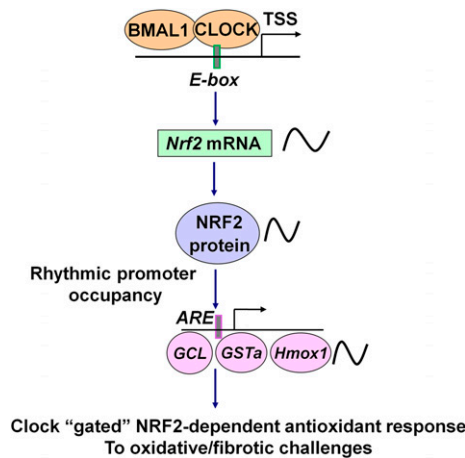 BMAL1 CLOCK TSS
E-box
Nrf2 mRNA
NRF2
protein
Rhythmic promoter
occupancy
ARE
GCL GSTa Hmox1
Clock “gated” NRF2-dependent antioxidant response
To oxidative/fibrotic challenges